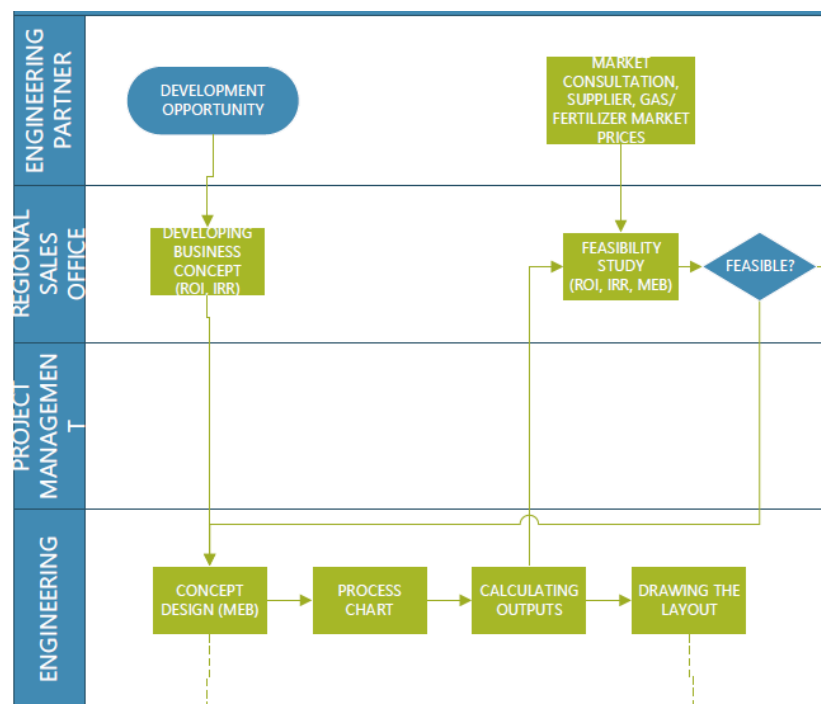 ENGINEERING
PARTNER
DEVELOPMENT
OPPORTUNITY
MARKET
CONSULTATION,
SUPPLIER, GAS/
FERTILIZER MARKET
PRICES
REGIONAL
SALES
OFFICE
DEVELOPING
BUSINESS
CONCEPT
(ROI, IRR)
FEASIBILITY
STUDY
(ROI, IRR, MEB)
FEASIBLE?
PROJECT
MANAGEMEN
T
ENGINEERING
CONCEPT
DESIGN (MEB)
PROCESS
CHART
CALCULATING
OUTPUTS
DRAWING THE
LAYOUT